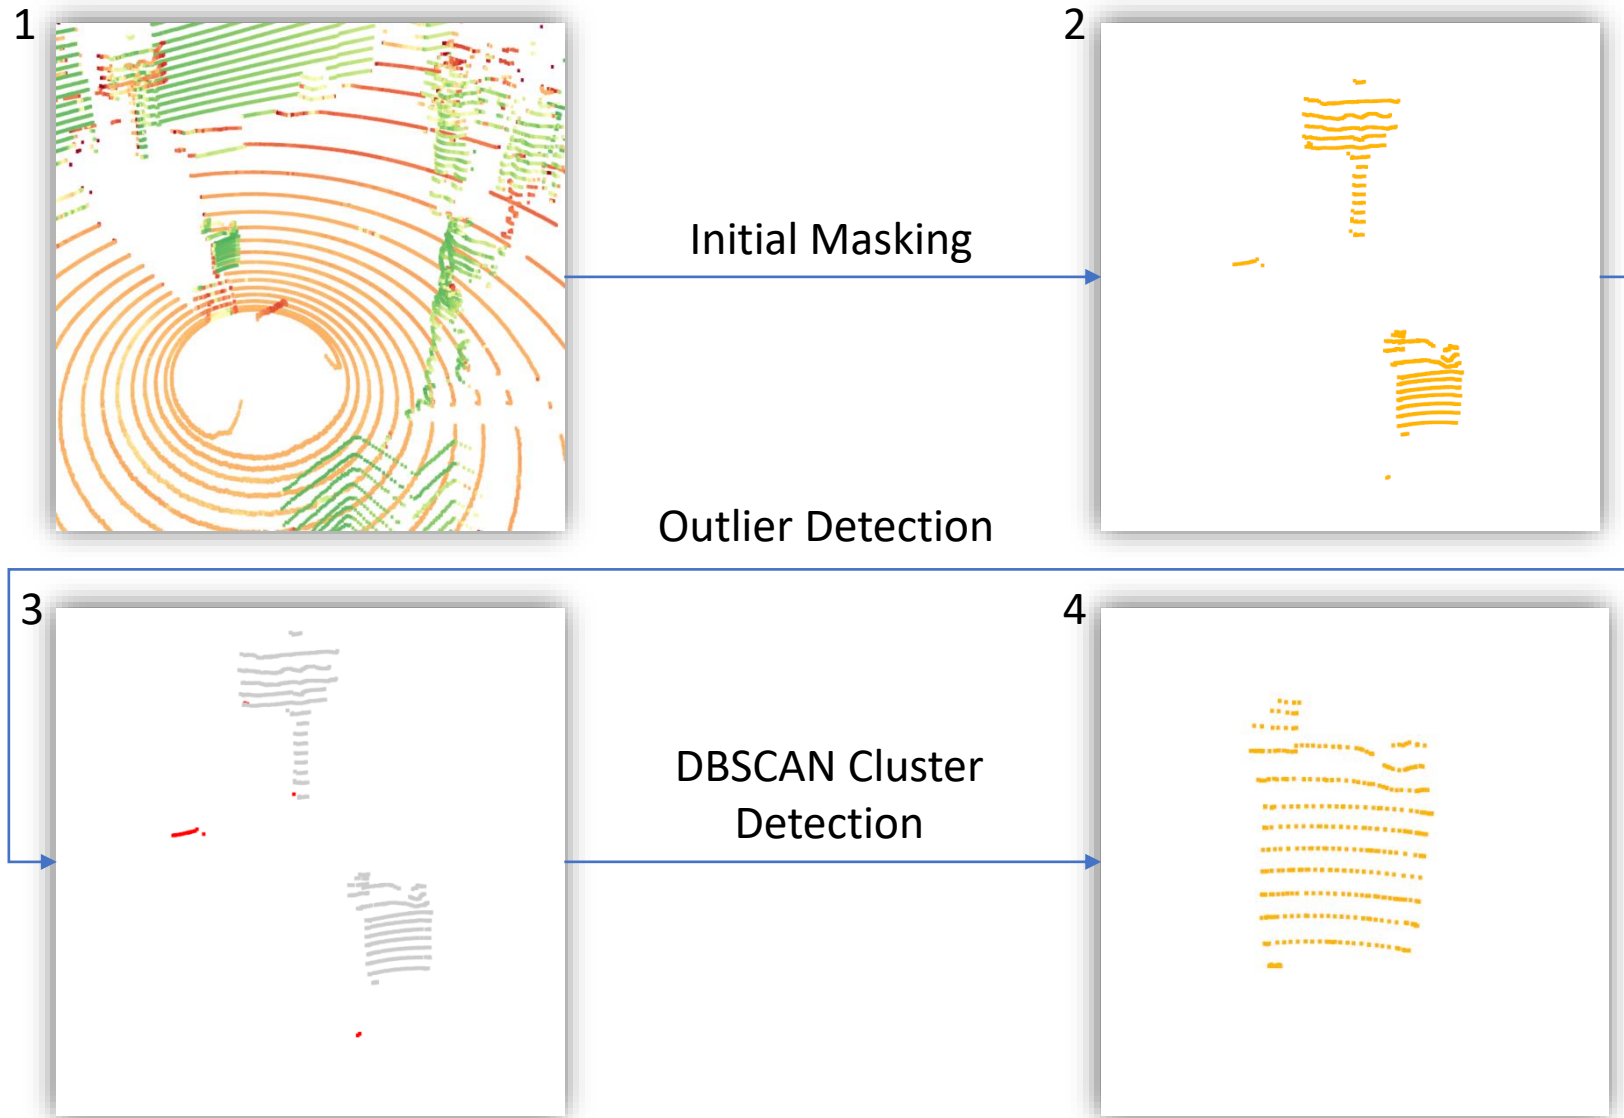 1
2
Initial Masking
Outlier Detection
3
4
DBSCAN Cluster
Detection